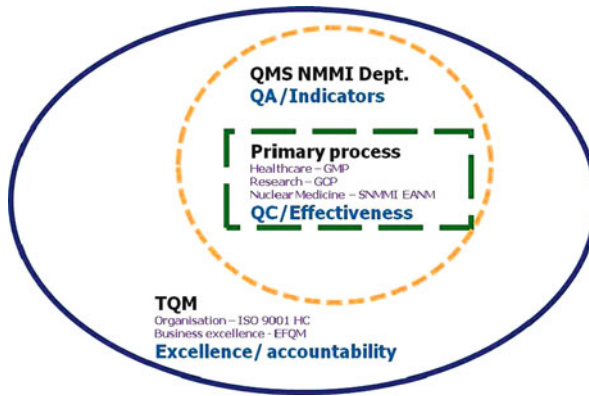 QMS NMMI Dept.
QA/Indicators
Primary process
Healthcare – GMP
Research – GCP
Nuclear Medicine – SNMMI EANM
QC/Effectiveness
TQM
Organisation – ISO 9001 HC
Business excellence - EFQM
Excellence/ accountability